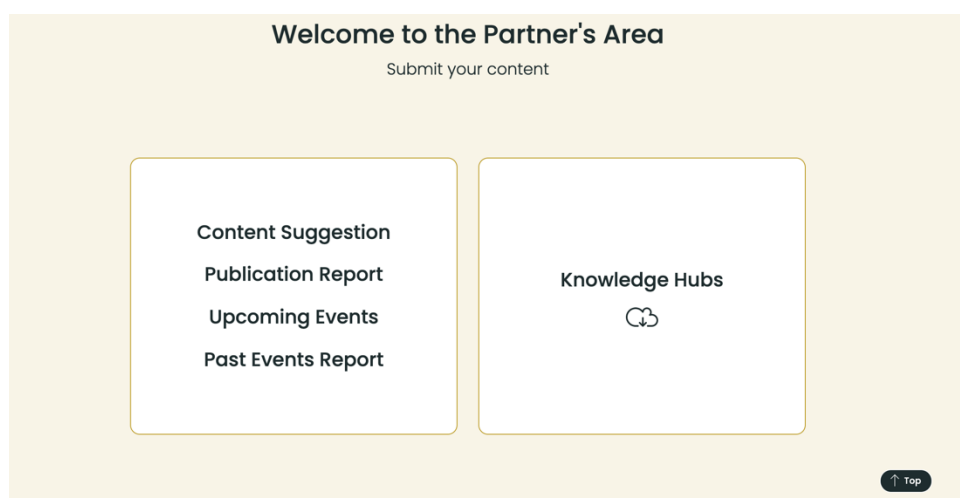 Welcome to the Partner's Area
Submit your content
Content Suggestion
Publication Report
Upcoming Events
Past Events Report
Knowledge Hubs
Top